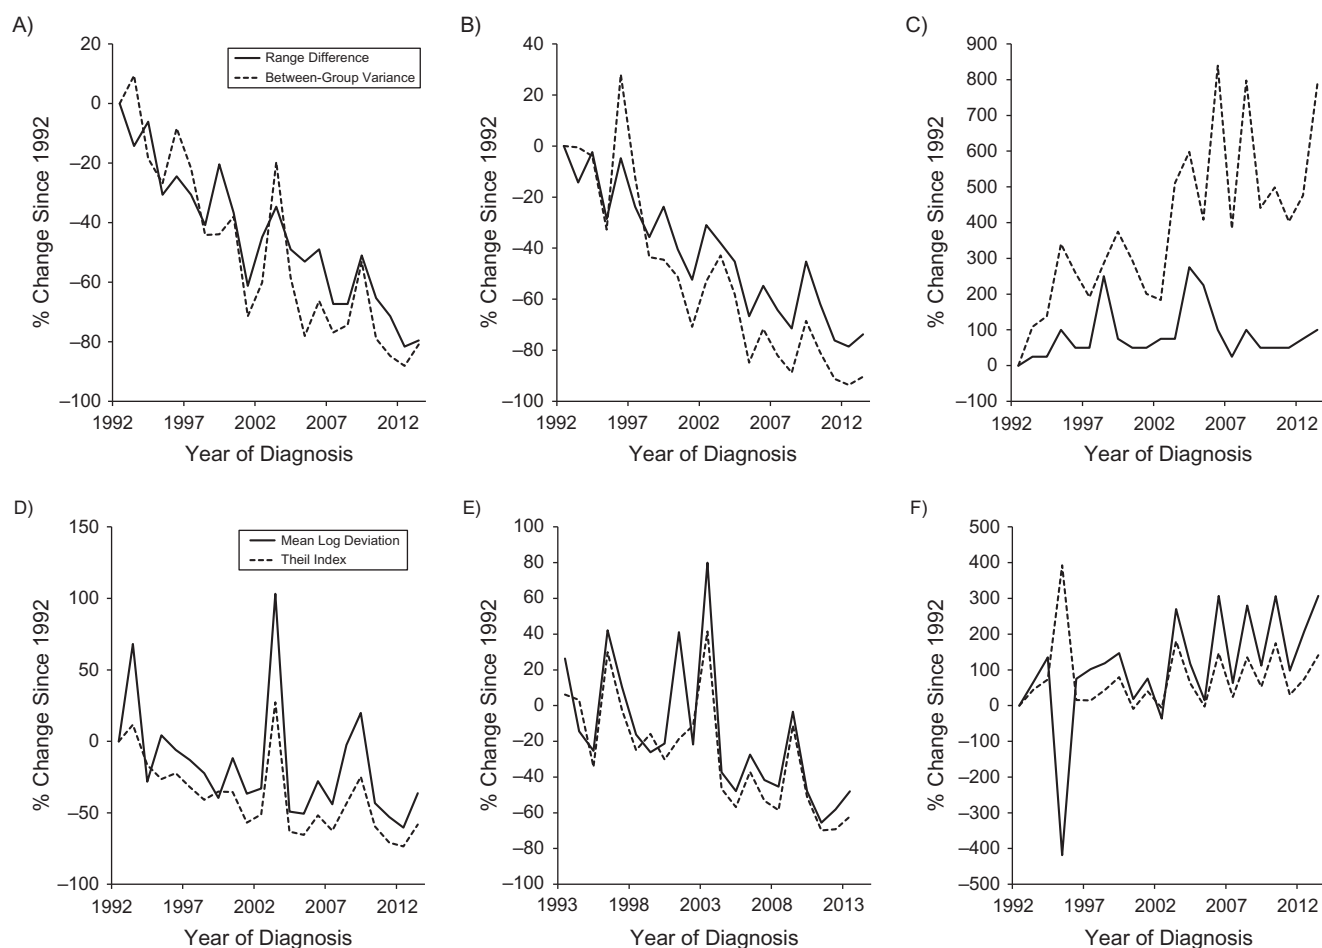 A)
% Change Since 1992
20
0
–20
–40
–60
–80
–100
1992 1997 2002 2007 2012
Year of Diagnosis
Range Difference
Between-Group Variance
B)
% Change Since 1992
40
20
0
–20
–40
–60
–80
–100
1992 1997 2002 2007 2012
Year of Diagnosis
C)
% Change Since 1992
900
800
700
600
500
400
300
200
100
0
–100
1992 1997 2002 2007 2012
Year of Diagnosis
D)
% Change Since 1992
150
100
50
0
–50
–100
1992 1997 2002 2007 2012
Year of Diagnosis
Mean Log Deviation
Theil Index
E)
% Change Since 1992
100
80
60
40
20
0
–20
–40
–60
–80
–100
1993 1998 2003 2008 2013
Year of Diagnosis
F)
% Change Since 1992
500
400
300
200
100
0
–100
–200
–300
–400
–500
1992 1997 2002 2007 2012
Year of Diagnosis